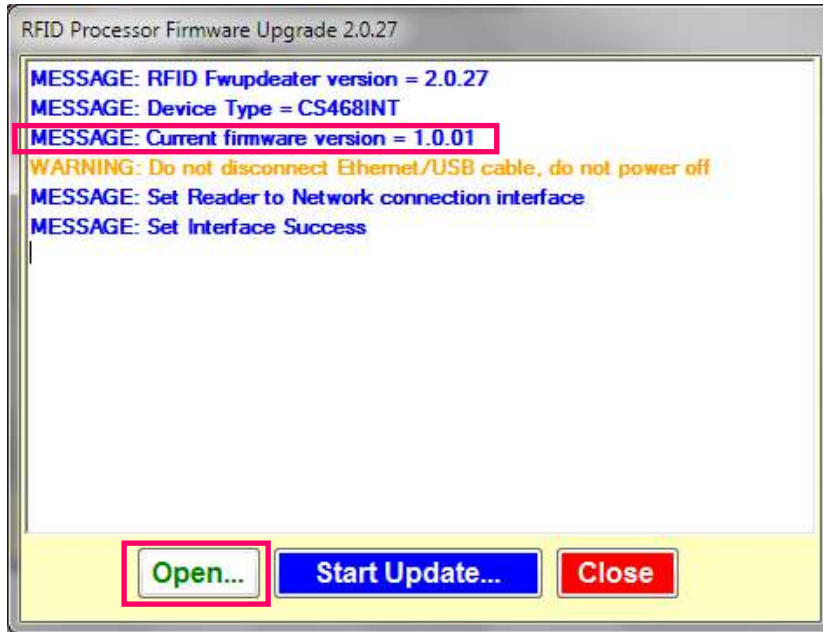 RFID Processor Firmware Upgrade 2.0.27
MESSAGE: RFID Fwupdeater version = 2.0.27
MESSAGE: Device Type = CS468INT
MESSAGE: Current firmware version = 1.0.01
WARNING: Do not disconnect Ethernet/USB cable, do not power off
MESSAGE: Set Reader to Network connection interface
MESSAGE: Set Interface Success
Open... Start Update... Close